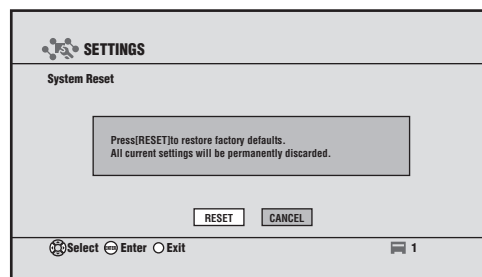 SETTINGS
System Reset
Press[RESET]to restore factory defaults.
All current settings will be permanently discarded.
RESET CANCEL
Select Enter Exit 1